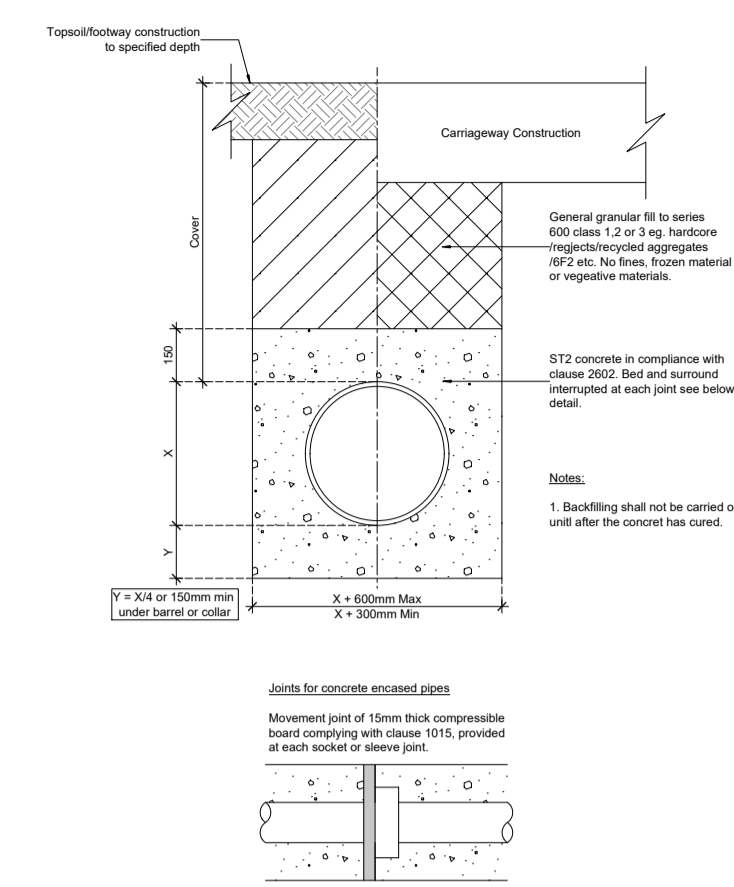 Topsoil/footway construction
to specified depth
Carriageway Construction
Cover
General granular fill to series
600 class 1,2 or 3 eg. hardcore
/regjects/recycled aggregates
/6F2 etc. No fines, frozen material
or vegeative materials.
150
ST2 concrete in compliance with
clause 2602. Bed and surround
interrupted at each joint see below
detail.
X
Notes:
1. Backfilling shall not be carried o
unitl after the concret has cured.
Y
Y = X/4 or 150mm min
under barrel or collar
X + 600mm Max
X + 300mm Min
Joints for concrete encased pipes
Movement joint of 15mm thick compressible
board complying with clause 1015, provided
at each socket or sleeve joint.